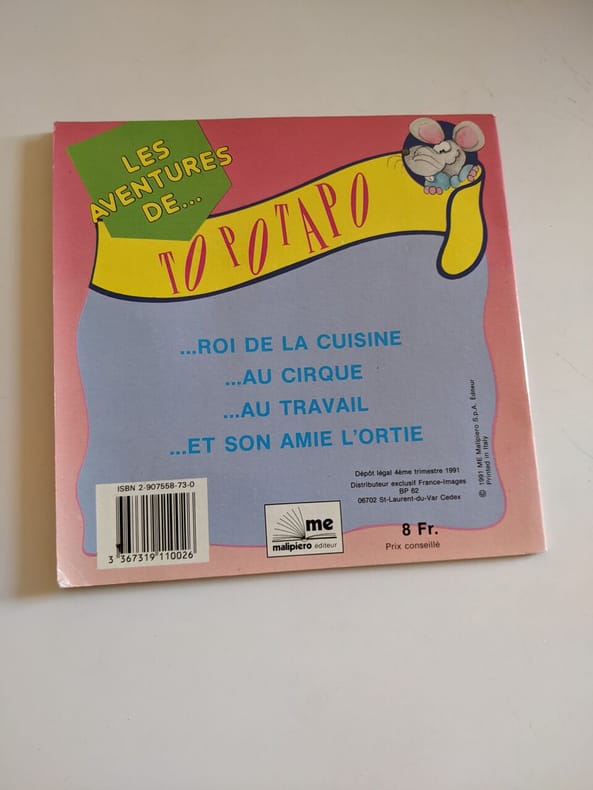 LES
AVENTURES
DE...
TOPOTAPO
...ROI DE LA CUISINE
...AU CIRQUE
...AU TRAVAIL
...ET SON AMIE L'ORTIE
Dépôt légal 4ème trimestre 1991
Distributeur exclusif France-Images
BP 62
06702 St-Laurent-du-Var Cedex
© 1991 ME Malipiero S.p.A. Editeur
Printed in Italy
ISBN 2-907558-73-0
3 367319 110026
me
malipiero editeur
8 Fr.
Prix conseillé